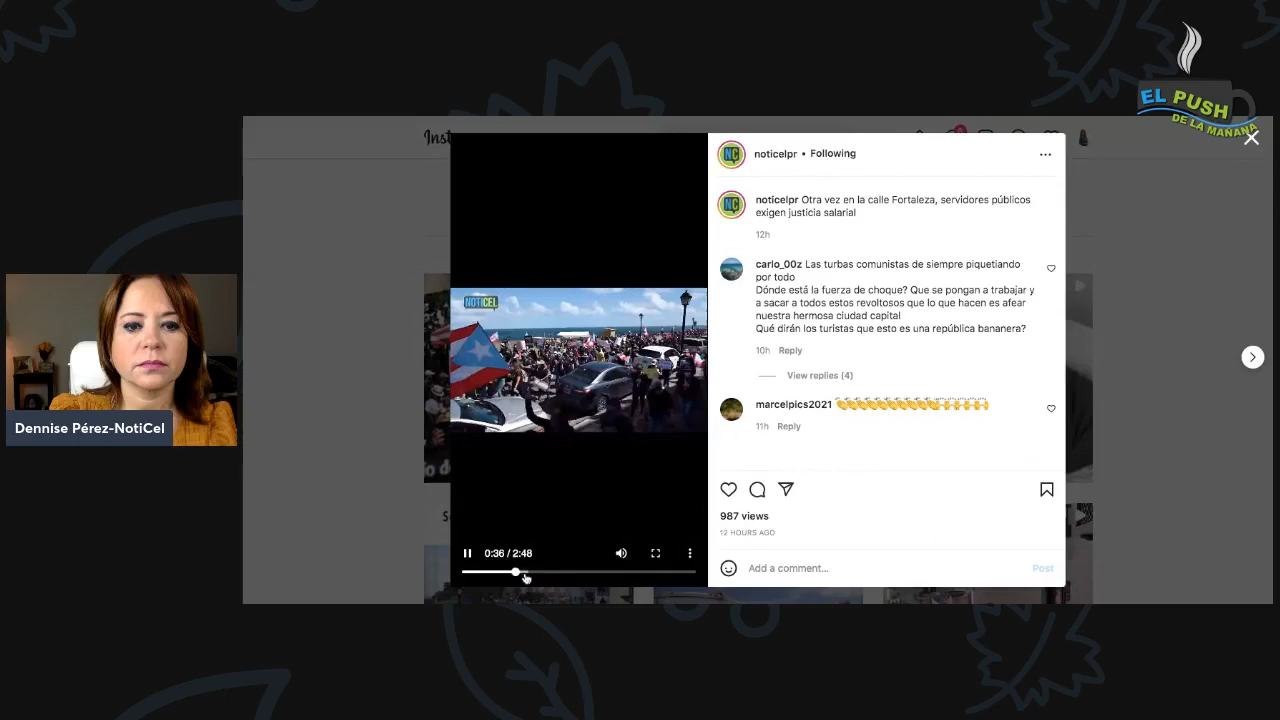 EL PUSH
DE LA MAÑANA
Inst
noticelpr • Following
noticelpr Otra vez en la calle Fortaleza, servidores públicos
exigen justicia salarial
12h
carlo_00z Las turbas comunistas de siempre piquetiando
por todo
Dónde está la fuerza de choque? Que se pongan a trabajar y
a sacar a todos estos revoltosos que lo que hacen es afear
nuestra hermosa ciudad capital
Qué dirán los turistas que esto es una república bananera?
10h Reply
View replies (4)
marcelpics2021 👏👏👏👏👏👏👏👏👏👏👏👏👏
11h Reply
NOTICEL
Dennise Pérez-NotiCel
987 views
12 HOURS AGO
0:36 / 2:48
Add a comment... Post